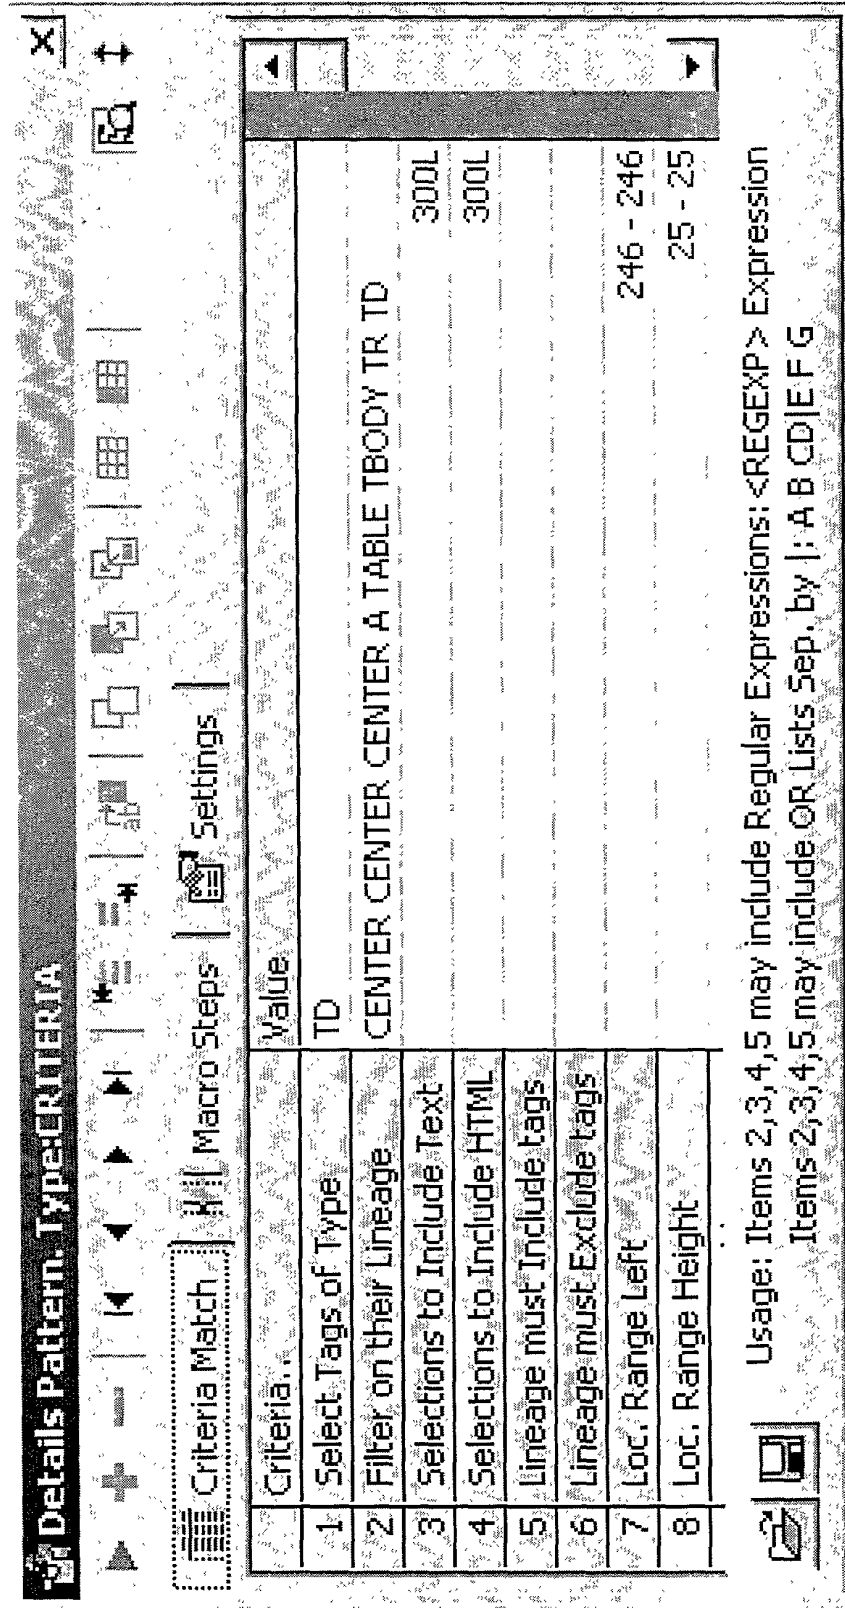 Details Pattern. Type:CRITERIA
Criteria Match
Macro Steps
Settings
Criteria.. Value
1 Select Tags of Type TD
2 Filter on their Lineage CENTER CENTER CENTER CENTER A TABLE TBODY TR TD
3 Selections to Include Text 300L
4 Selections to Include HTML 300L
5 Lineage must Include tags
6 Lineage must Exclude tags
7 Loc. Range Left 246 - 246
8 Loc. Range Height 25 - 25
Usage: Items 2,3,4,5 may include Regular Expressions: <REGEXP> Expression
Items 2,3,4,5 may include OR Lists Sep. by |: A B CD|E F G